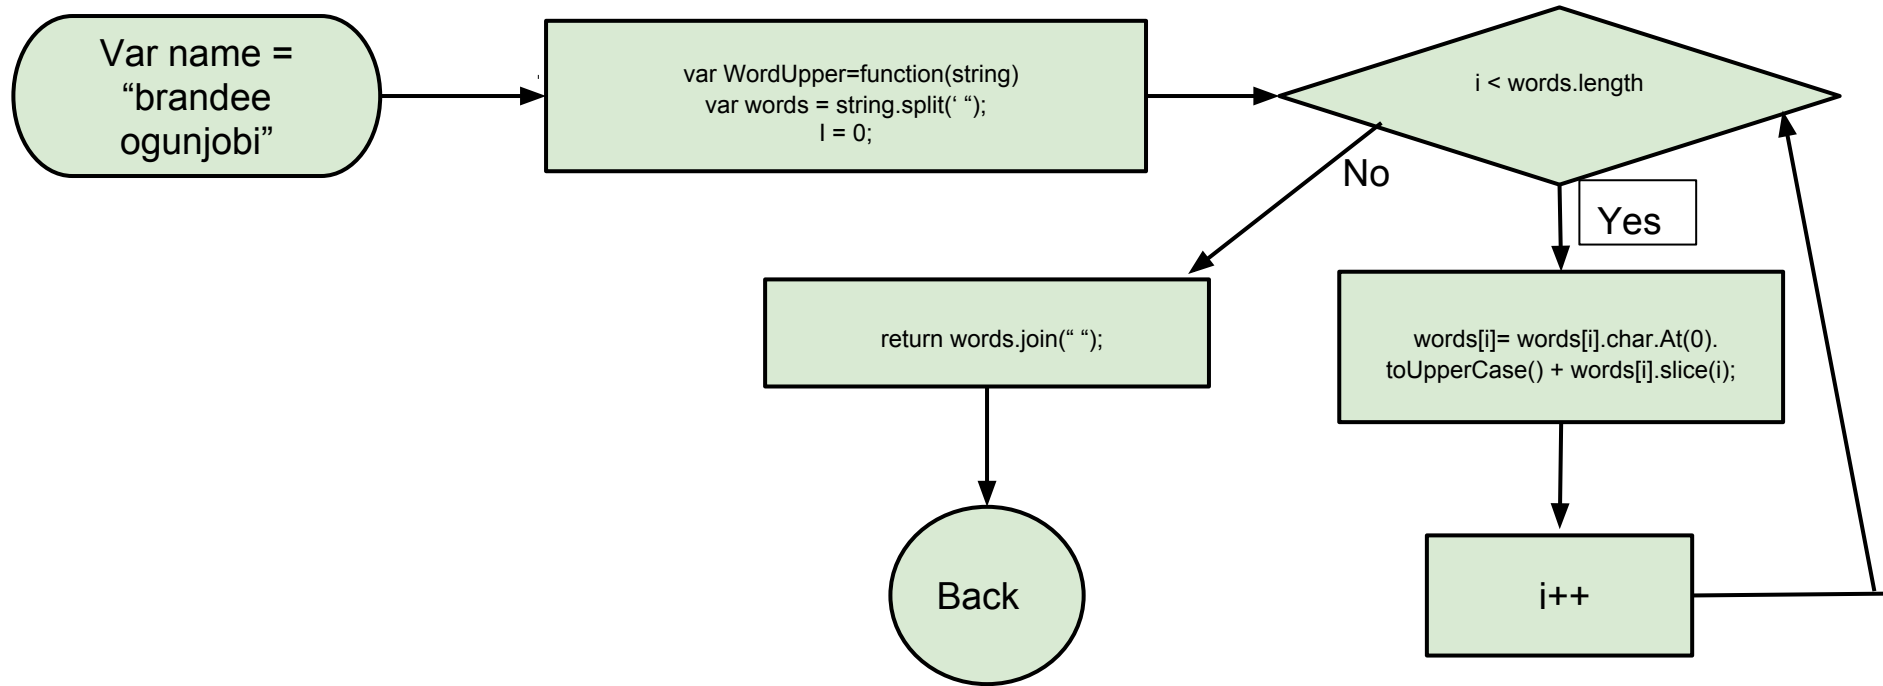 Var name =
“brandee
ogunjobi”
var WordUpper=function(string)
var words = string.split(‘ “);
I = 0;
i < words.length
No
Yes
return words.join(“ “);
words[i]= words[i].char.At(0).
toUpperCase() + words[i].slice(i);
Back
i++